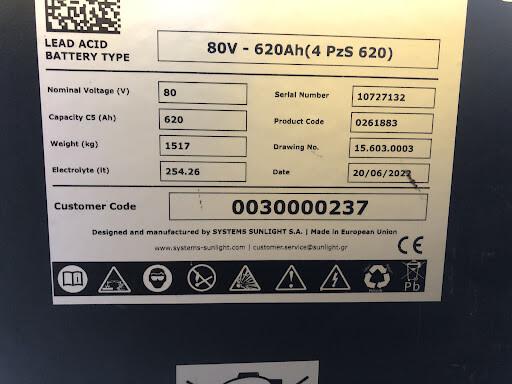 LEAD ACID
BATTERY TYPE
80V - 620Ah(4 PzS 620)
Nominal Voltage (V) 80
Serial Number 10727132
Capacity C5 (Ah) 620
Product Code 0261883
Weight (kg) 1517
Drawing No. 15.603.0003
Electrolyte (lt) 254.26
Date 20/06/2022
Customer Code 0030000237
Designed and manufactured by SYSTEMS SUNLIGHT S.A. | Made in European Union
www.systems-sunlight.com | customer.service@sunlight.gr
CE
Pb